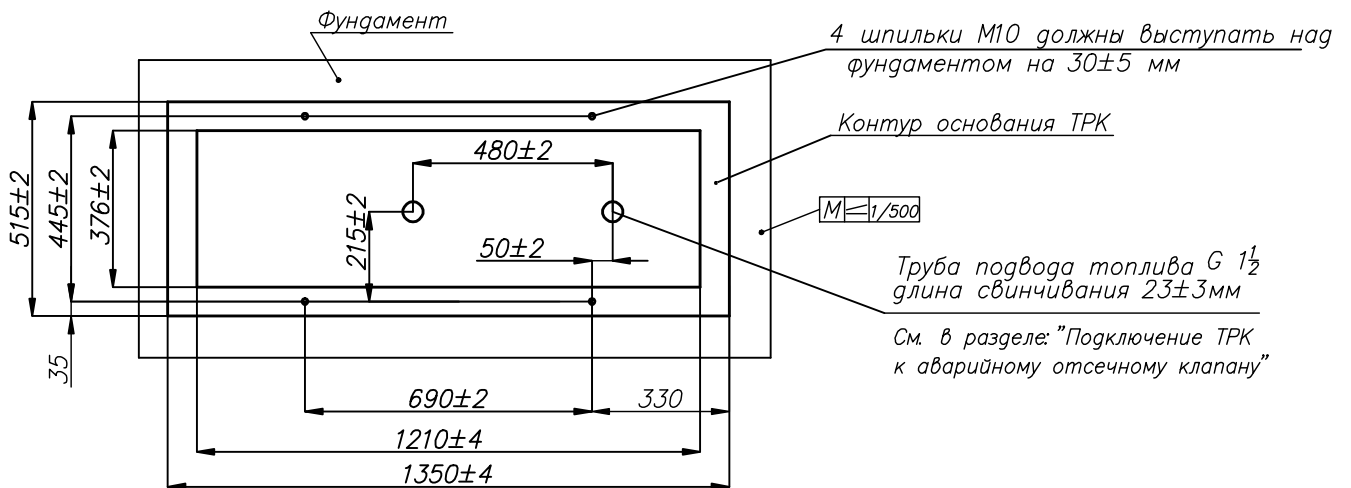 Фундамент
4 шпильки М10 должны выступать над
фундаментом на 30±5 мм
Контур основания ТРК
480±2
515±2
445±2
376±2
215±2
50±2
М 1/500
Труба подвода топлива G 1½
длина свинчивания 23±3мм
См. в разделе: "Подключение ТРК
к аварийному отсечному клапану"
35
690±2
330
1210±4
1350±4